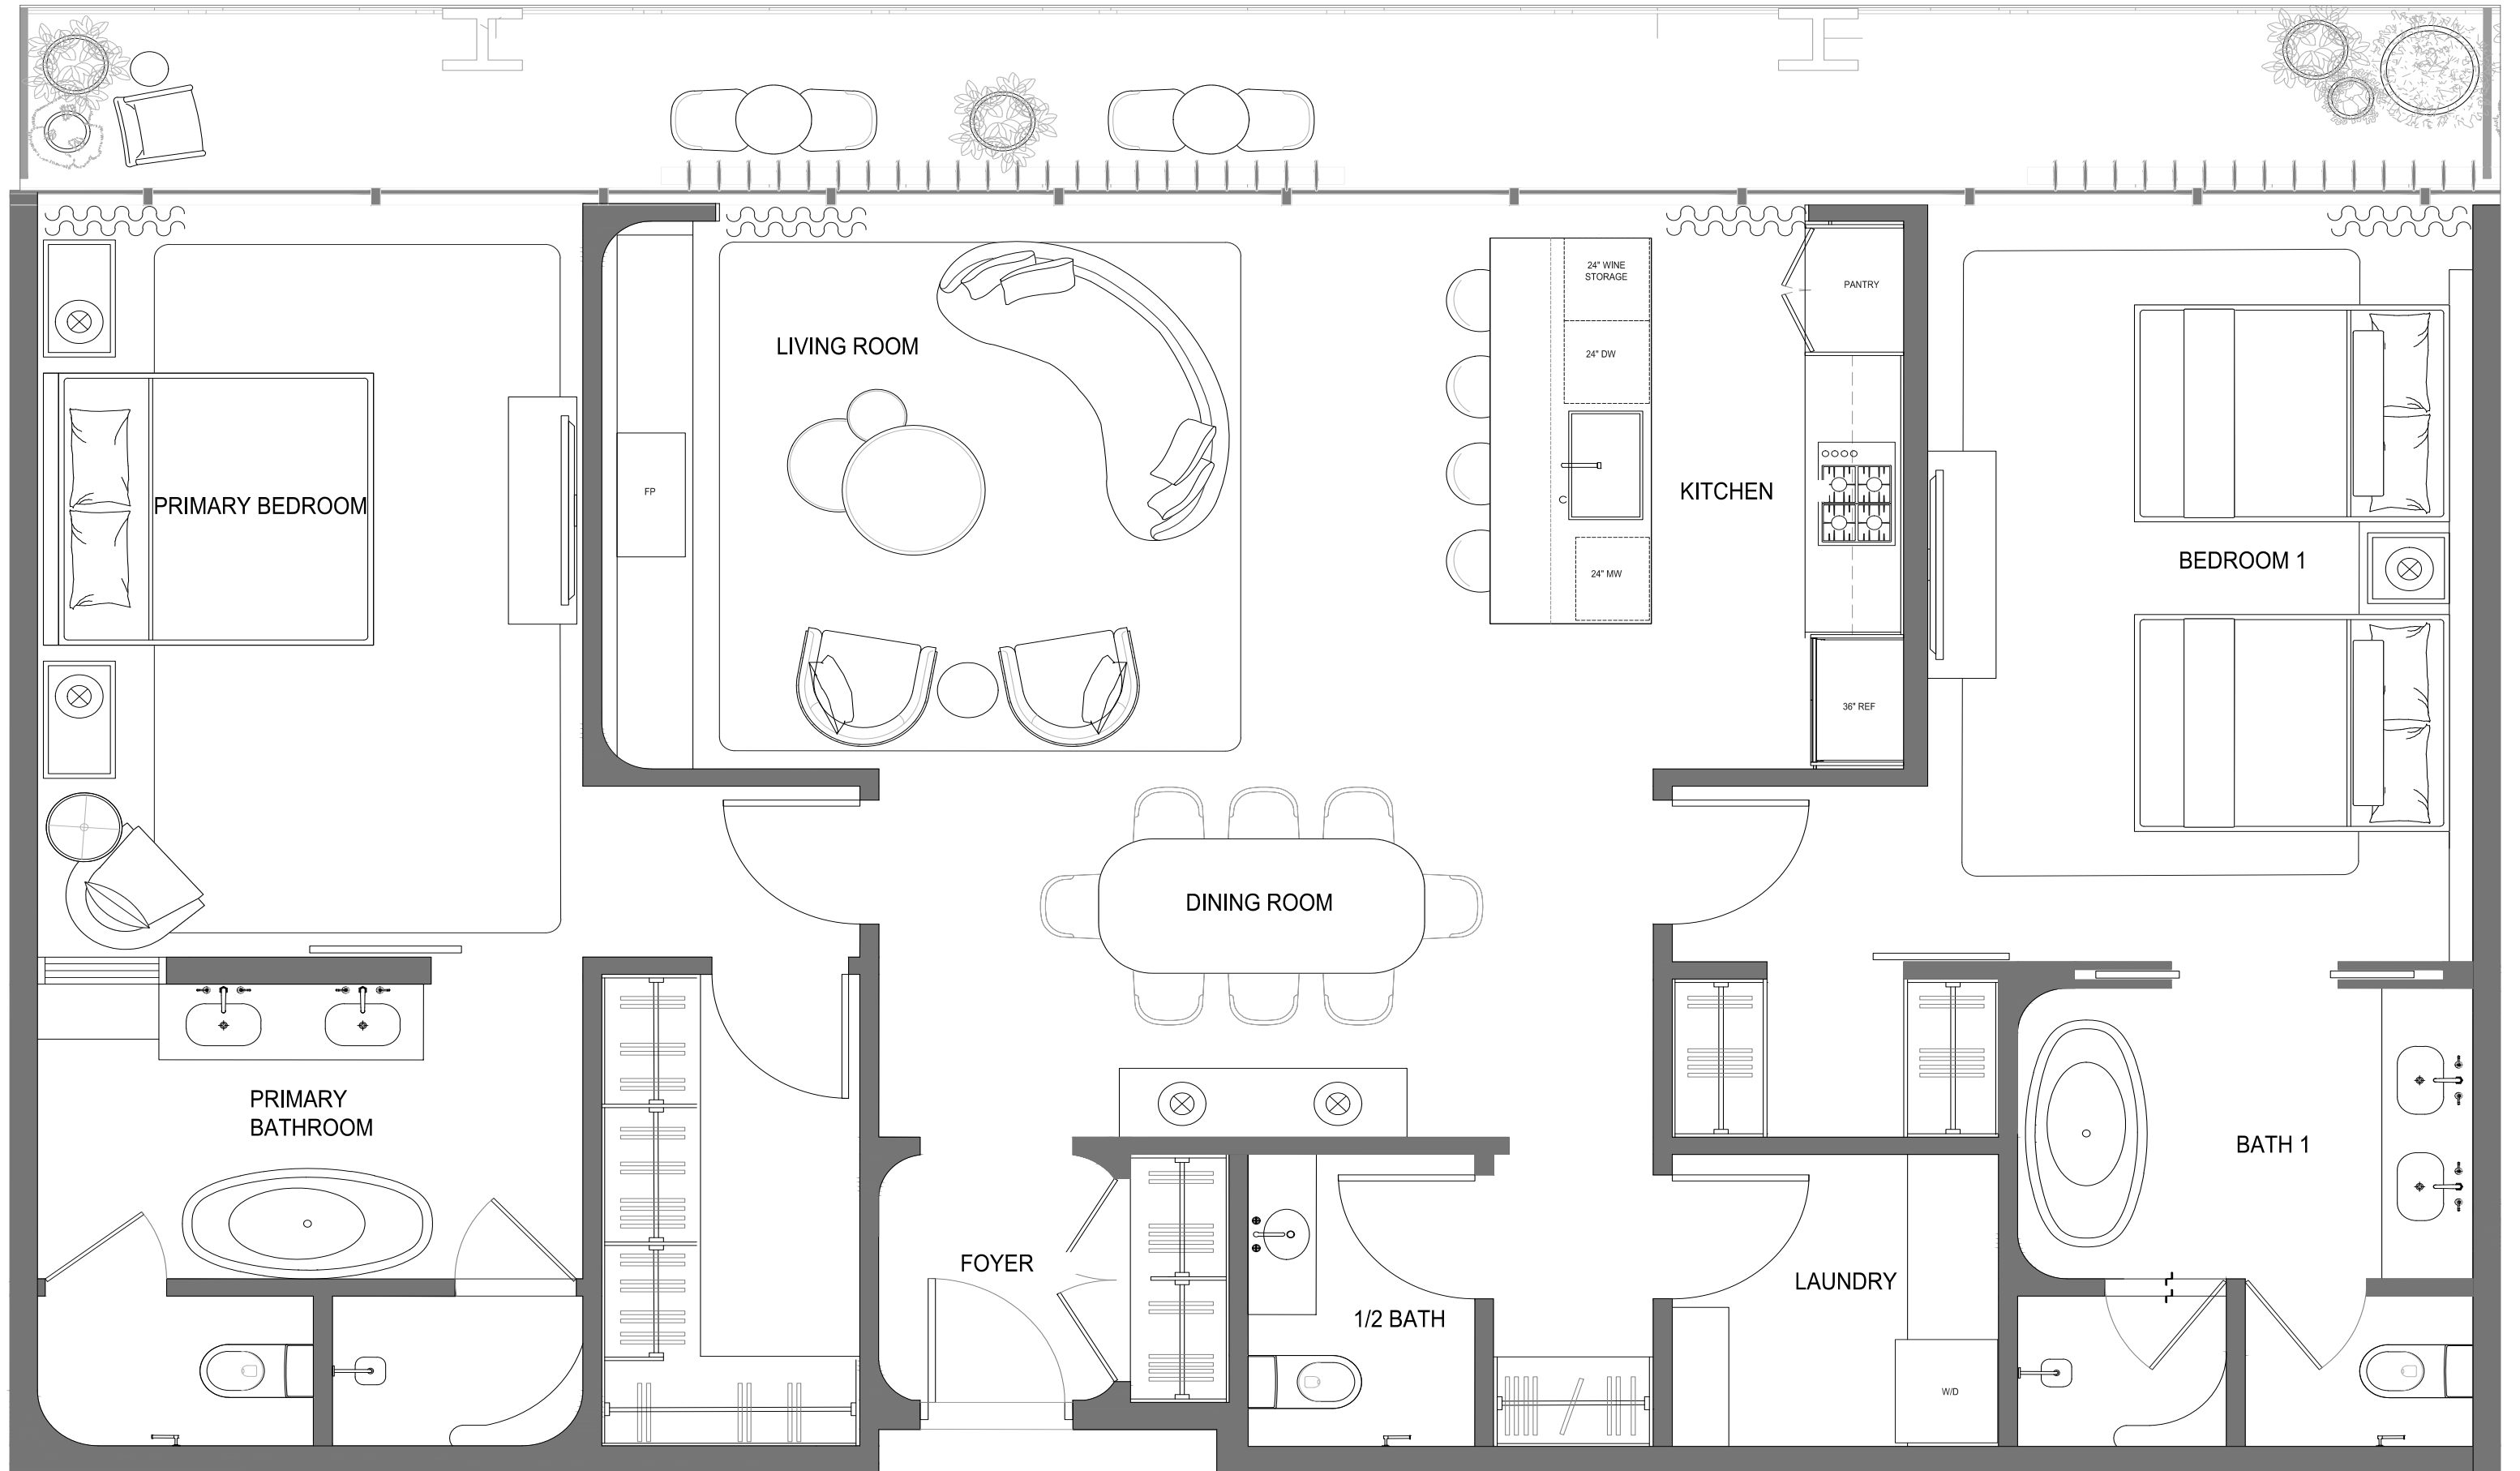 24" WINE
STORAGE
PANTRY
LIVING ROOM
24" DW
PRIMARY BEDROOM
FP
KITCHEN
C
BEDROOM 1
24" MW
36" REF
DINING ROOM
PRIMARY
BATHROOM
BATH 1
FOYER
LAUNDRY
1/2 BATH
W/D